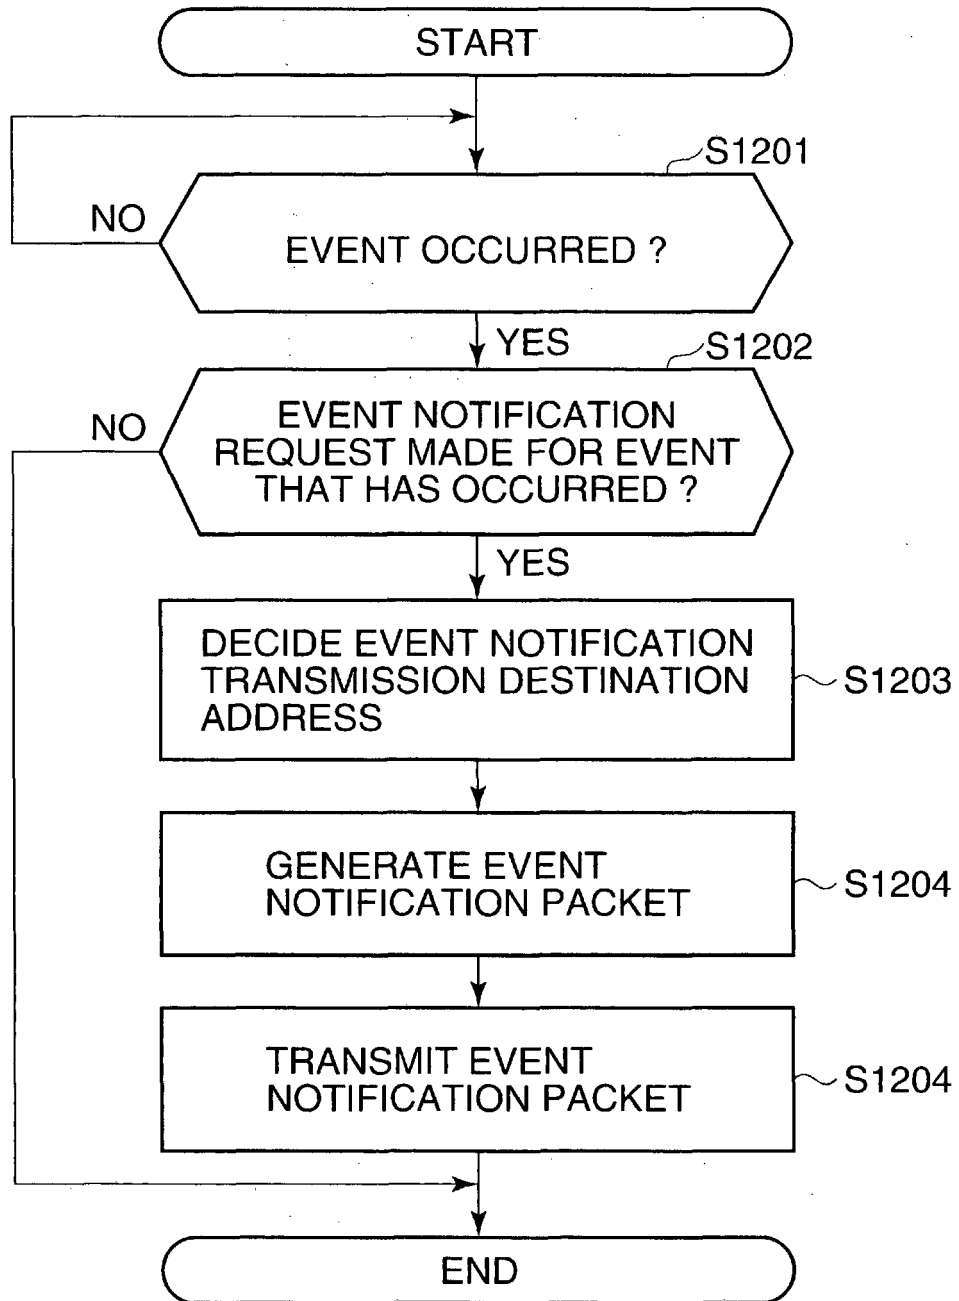 START
S1201
NO
EVENT OCCURRED ?
YES
S1202
NO
EVENT NOTIFICATION
REQUEST MADE FOR EVENT
THAT HAS OCCURRED ?
YES
DECIDE EVENT NOTIFICATION
TRANSMISSION DESTINATION
ADDRESS
S1203
GENERATE EVENT
NOTIFICATION PACKET
S1204
TRANSMIT EVENT
NOTIFICATION PACKET
S1204
END